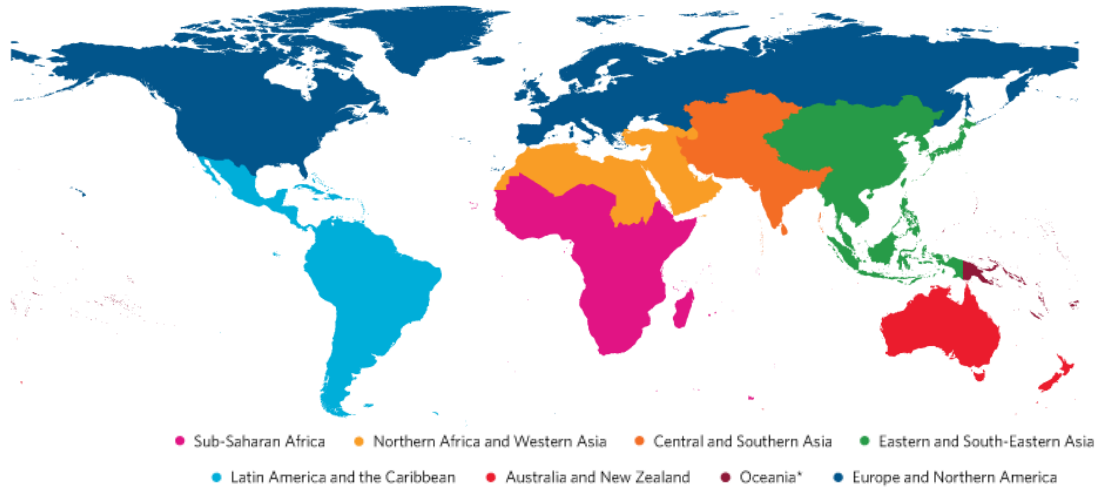 Sub-Saharan Africa Northern Africa and Western Asia Central and Southern Asia Eastern and South-Eastern Asia
Latin America and the Caribbean Australia and New Zealand Oceania* Europe and Northern America